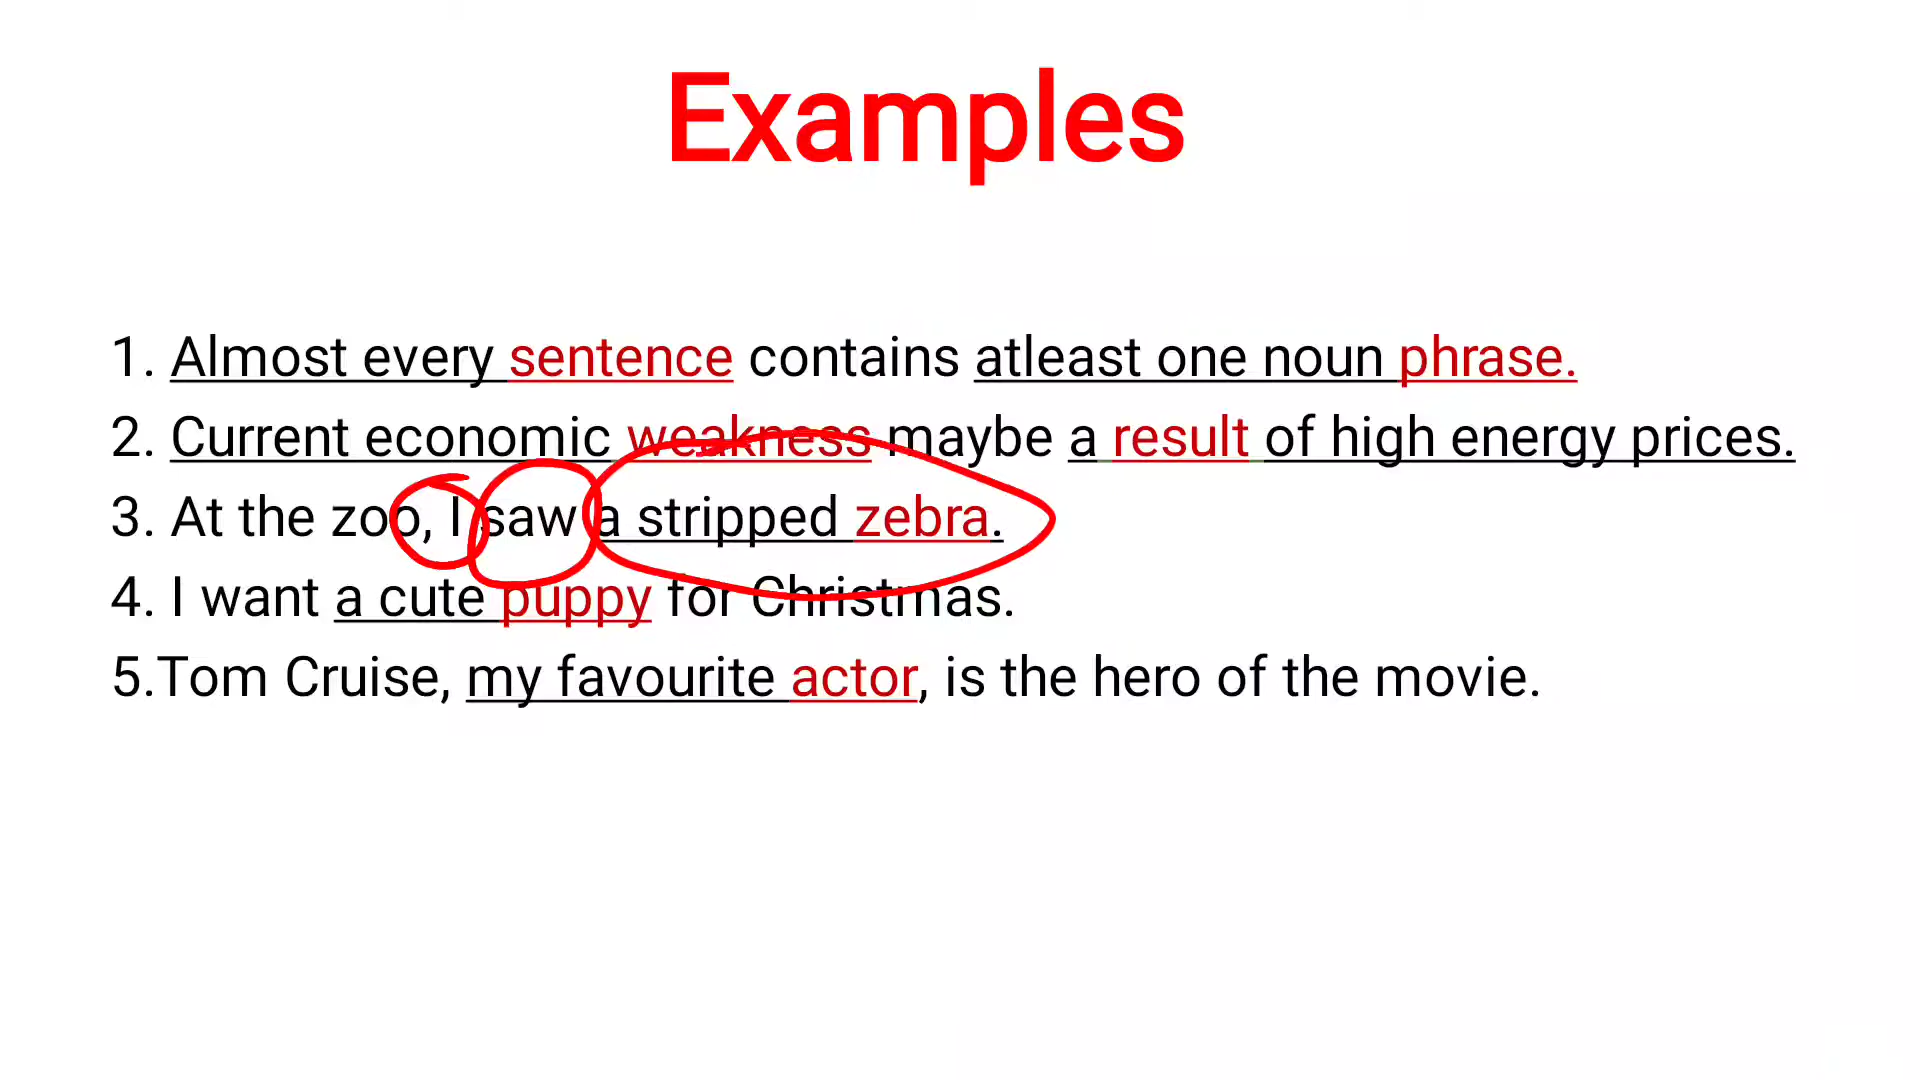 Examples
1. Almost every sentence contains atleast one noun phrase.
2. Current economic weakness maybe a result of high energy prices.
3. At the zoo, I saw a stripped zebra.
4. I want a cute puppy for Christmas.
5.Tom Cruise, my favourite actor, is the hero of the movie.